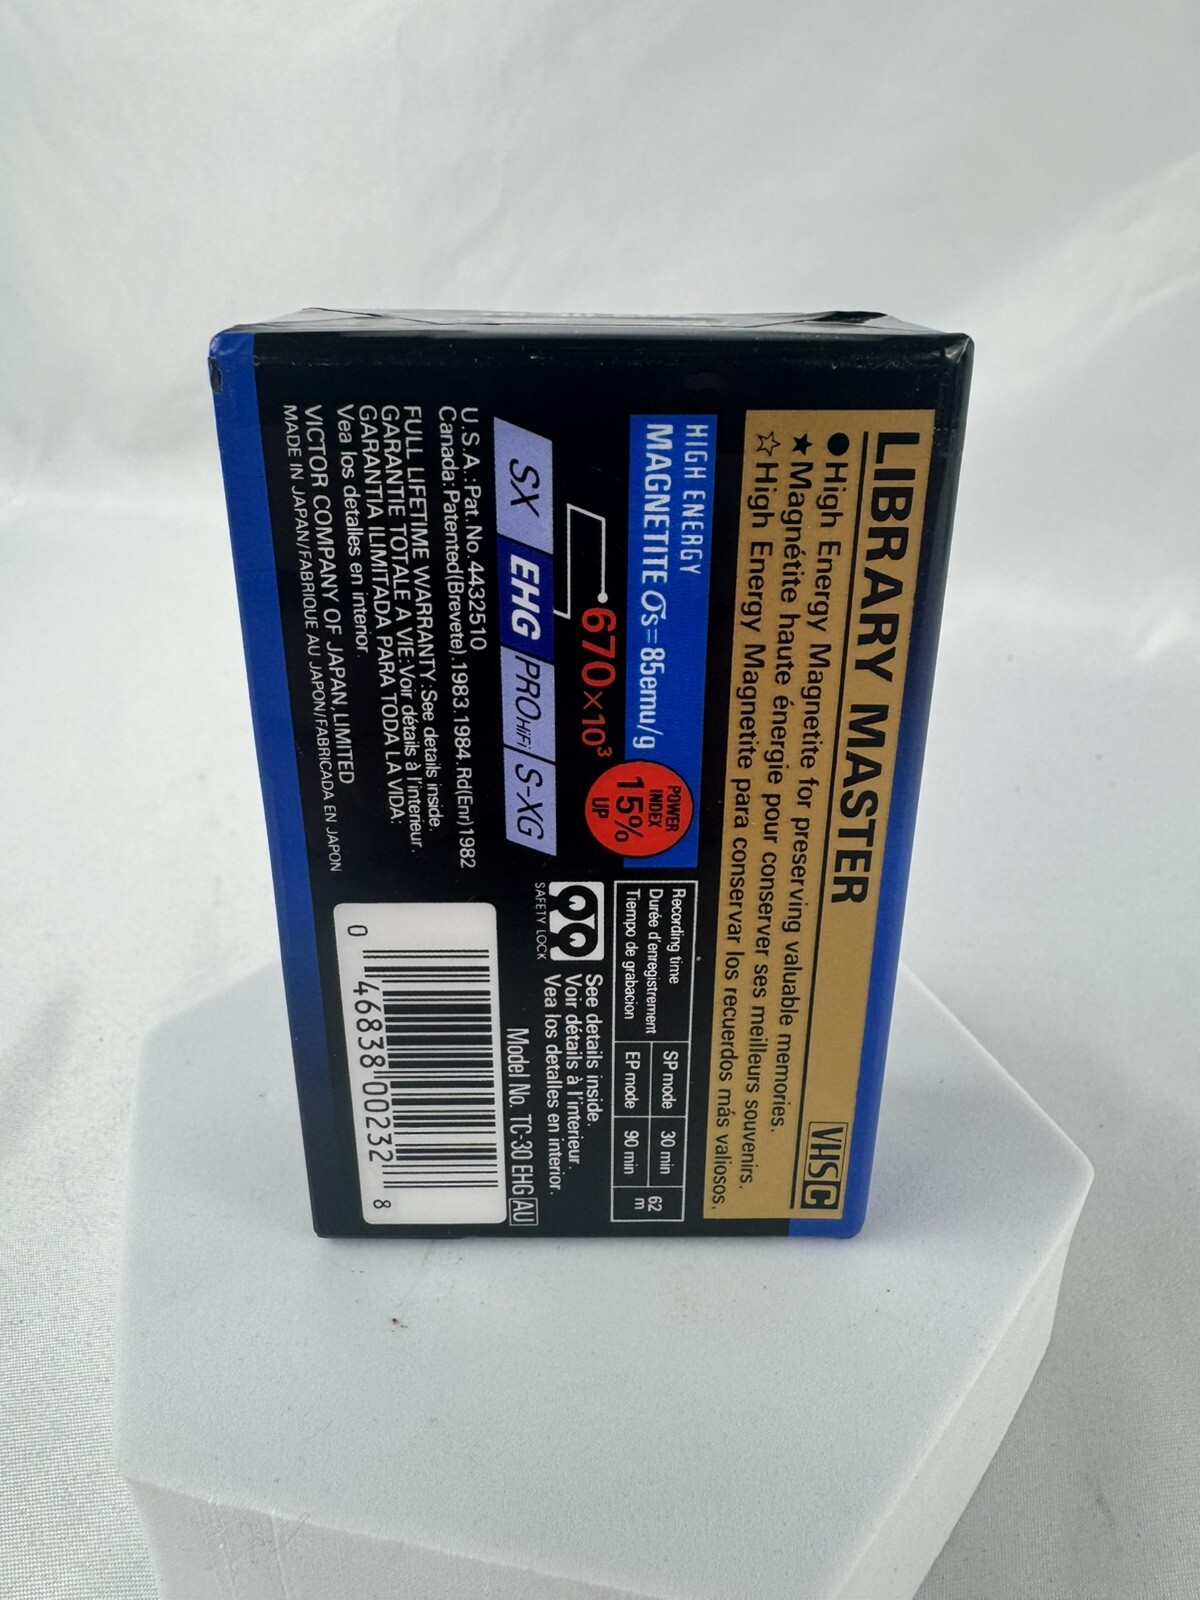 LIBRARY MASTER
VHSC
●High Energy Magnetite for preserving valuable memories.
★Magnétite haute énergie pour conserver ses meilleurs souvenirs.
☆High Energy Magnetite para conservar los recuerdos más valiosos.
HIGH ENERGY
MAGNETITE σs=85emu/g
POWER
INDEX
15%
UP
670×10³
SX EHG PRO HiFi S-XG
Recording time
Durée d'enregistrement
Tiempo de grabacion
SP mode 30 min
EP mode 90 min
62
m
SAFETY LOCK
See details inside.
Voir détails à l'interieur.
Vea los detalles en interior.
Model No. TC-30 EHG AU
U.S.A.:Pat.No.4432510
Canada:Patented(Brevete).1983.1984.Rd(Enr)1982
FULL LIFETIME WARRANTY:See details inside.
GARANTIE TOTALE A VIE:Voir détails à l'interieur.
GARANTIA ILIMITADA PARA TODA LA VIDA:
Vea los detalles en interior.
VICTOR COMPANY OF JAPAN, LIMITED
MADE IN JAPAN/FABRIQUE AU JAPON/FABRICADA EN JAPON
0 46838 00232 8